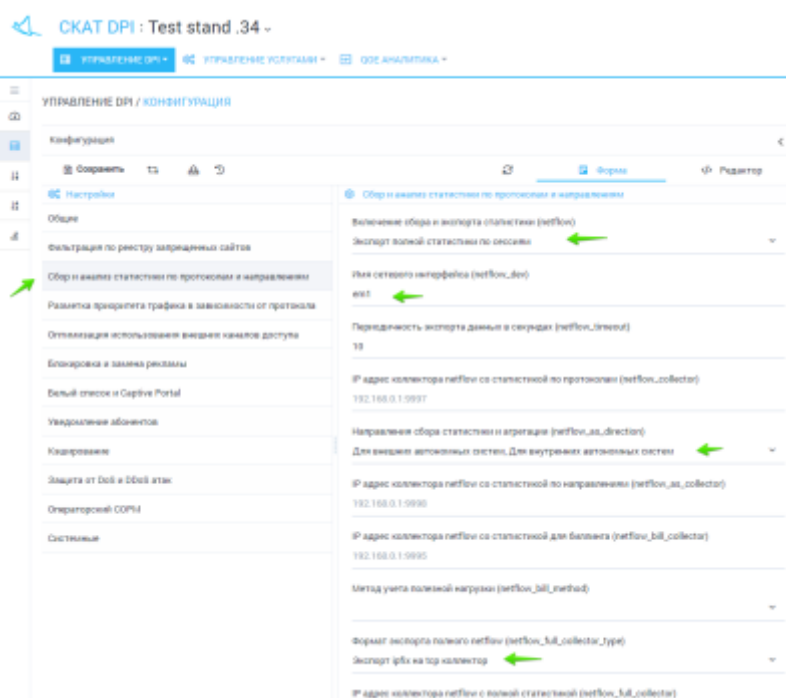 СКАТ DPI : Test stand .34
УПРАВЛЕНИЕ DPI
УПРАВЛЕНИЕ УСЛУГАМИ
QOE АНАЛИТИКА
УПРАВЛЕНИЕ DPI / КОНФИГУРАЦИЯ
Конфигурация
Сохранить
Форма
Редактор
Настройки
Сбор и анализ статистики по протоколам и направлениям
Общие
Фильтрация по реестру запрещенных сайтов
Сбор и анализ статистики по протоколам и направлениям
Разметка приоритета трафика в зависимости от протокола
Оптимизация использования внешних каналов доступа
Блокировка и замена рекламы
Белый список и Captive Portal
Уведомление абонентов
Кэширование
Защита от DoS и DDoS атак
Операторский СОРМ
Системные
Включение сбора и экспорта статистики (netflow)
Экспорт полной статистики по сессиям
Имя сетевого интерфейса (netflow_dev)
em1
Периодичность экспорта данных в секундах (netflow_timeout)
10
IP адрес коллектора netflow со статистикой по протоколам (netflow_collector)
192.168.0.1:9997
Направления сбора статистики и агрегации (netflow_as_direction)
Для внешних автономных систем, Для внутренних автономных систем
IP адрес коллектора netflow со статистикой по направлениям (netflow_as_collector)
192.168.0.1:9998
IP адрес коллектора netflow со статистикой для биллинга (netflow_bill_collector)
192.168.0.1:9995
Метод учета полезной нагрузки (netflow_bill_method)
Формат экспорта полного netflow (netflow_full_collector_type)
Экспорт ipfix на tcp коллектор
IP адрес коллектора netflow с полной статистикой (netflow_full_collector)